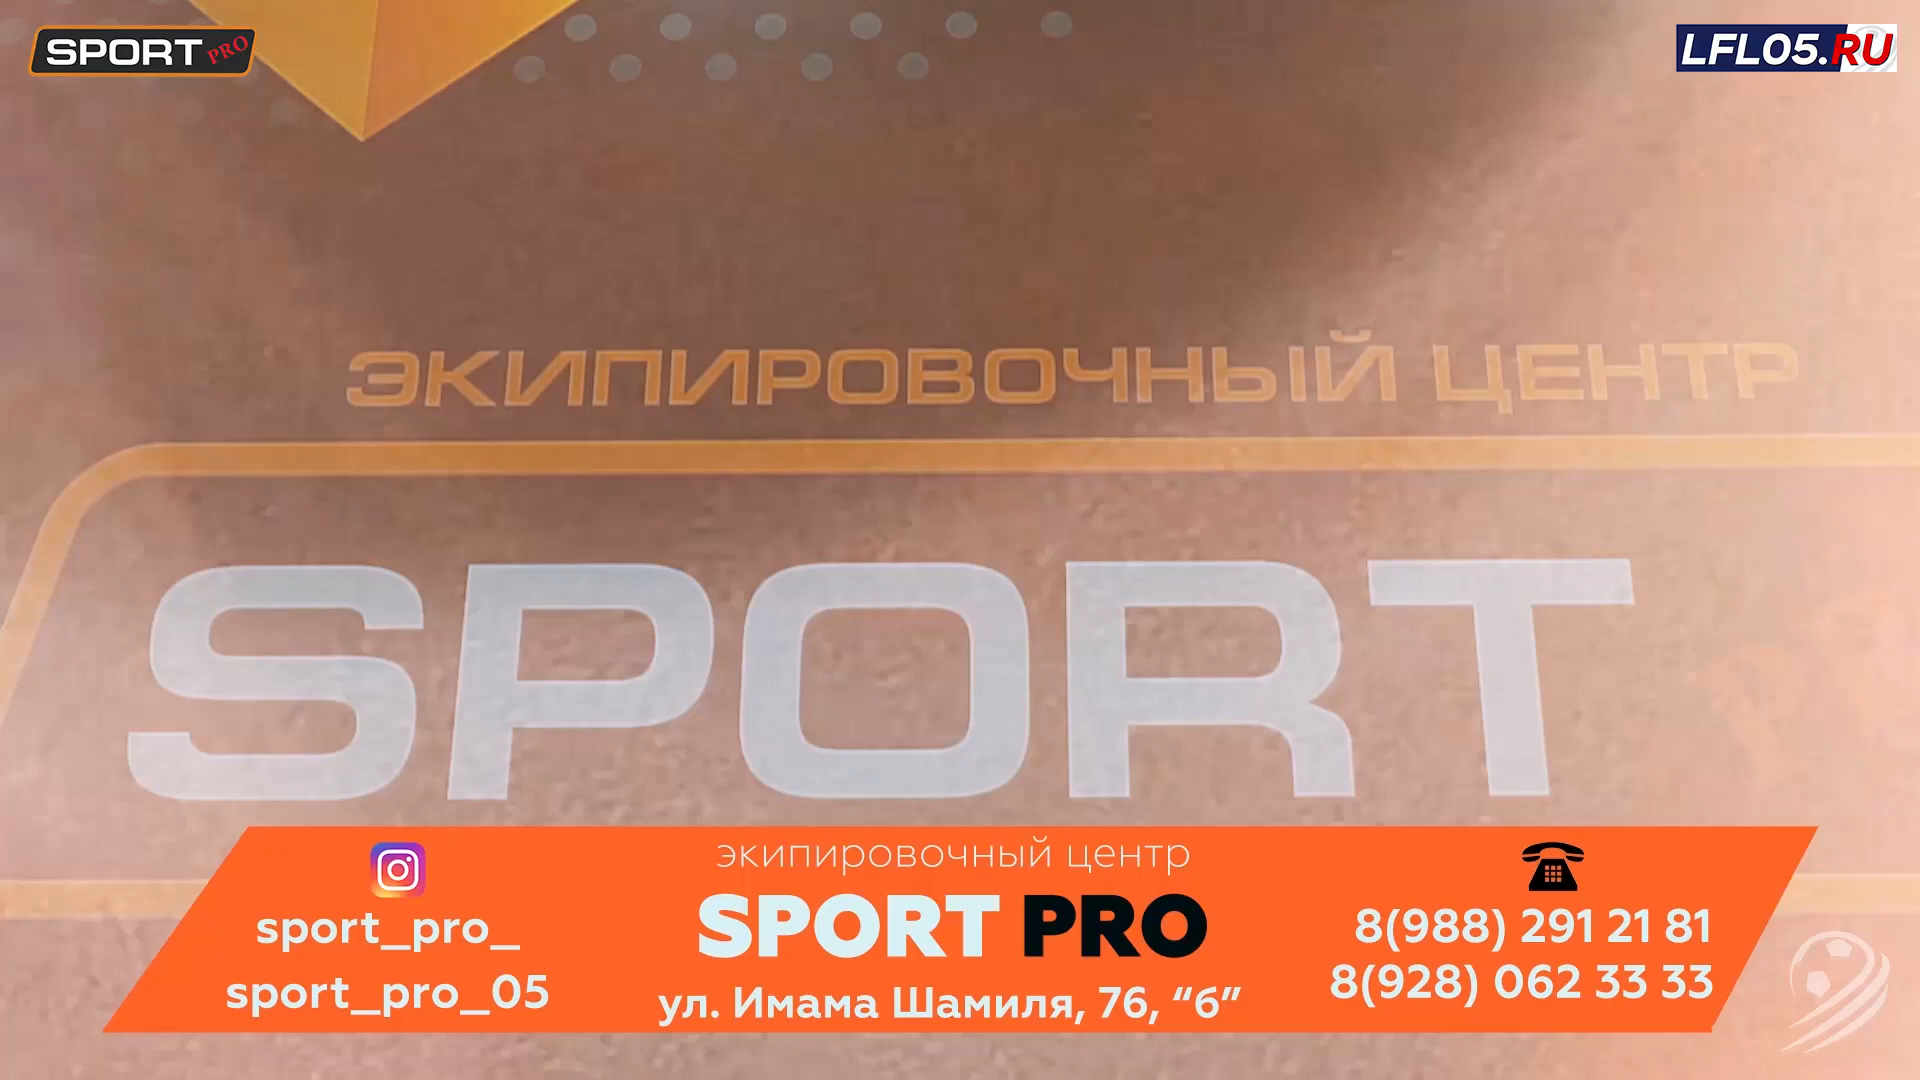 SPORT PRO
LFL05.RU
ЭКИПИРОВОЧНЫЙ ЦЕНТР
SPORT
экипировочный центр
SPORT PRO
ул. Имама Шамиля, 76, “б”
sport_pro_
sport_pro_05
8(988) 291 21 81
8(928) 062 33 33